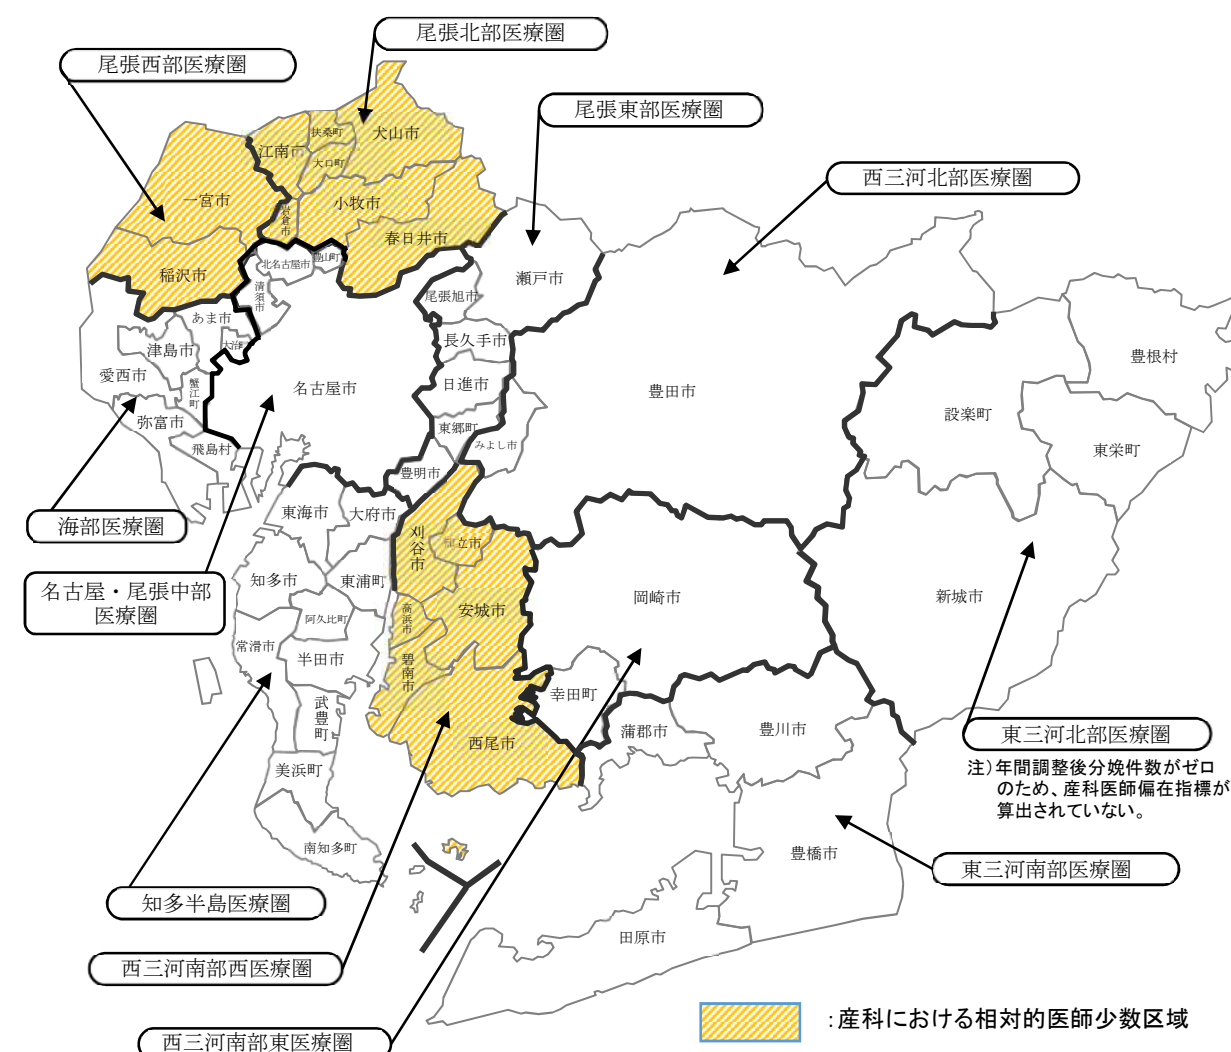 尾張北部医療圏
尾張西部医療圏
尾張東部医療圏
西三河北部医療圏
扶桑町
犬山市
江南市
大口町
一宮市
岩倉市
小牧市
春日井市
稲沢市
北名古屋市
豊山町
瀬戸市
清須市
尾張旭市
あま市
大治町
津島市
長久手市
愛西市
蟹江町
名古屋市
日進市
豊田市
豊根村
設楽町
弥富市
東郷町
みよし市
東栄町
飛島村
豊明市
海部医療圏
東海市
大府市
刈谷市
知立市
名古屋・尾張中部
医療圏
知多市
東浦町
岡崎市
新城市
高浜市
安城市
阿久比町
常滑市
半田市
碧南市
幸田町
武豊町
西尾市
蒲郡市
豊川市
東三河北部医療圏
注)年間調整後分娩件数がゼロ
のため、産科医師偏在指標が
算出されていない。
美浜町
南知多町
豊橋市
東三河南部医療圏
知多半島医療圏
田原市
西三河南部西医療圏
:産科における相対的医師少数区域
西三河南部東医療圏